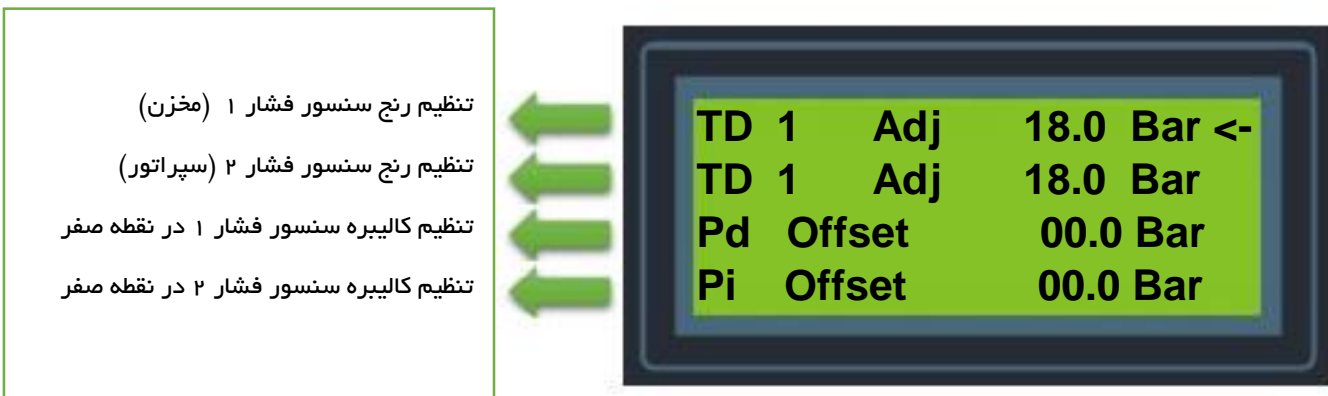 تنظیم رنج سنسور فشار ۱ (مخزن)
تنظیم رنج سنسور فشار ۲ (سپراتور)
تنظیم کالیبره سنسور فشار ۱ در نقطه صفر
تنظیم کالیبره سنسور فشار ۲ در نقطه صفر
TD 1 Adj 18.0 Bar <-
TD 1 Adj 18.0 Bar
Pd Offset 00.0 Bar
Pi Offset 00.0 Bar